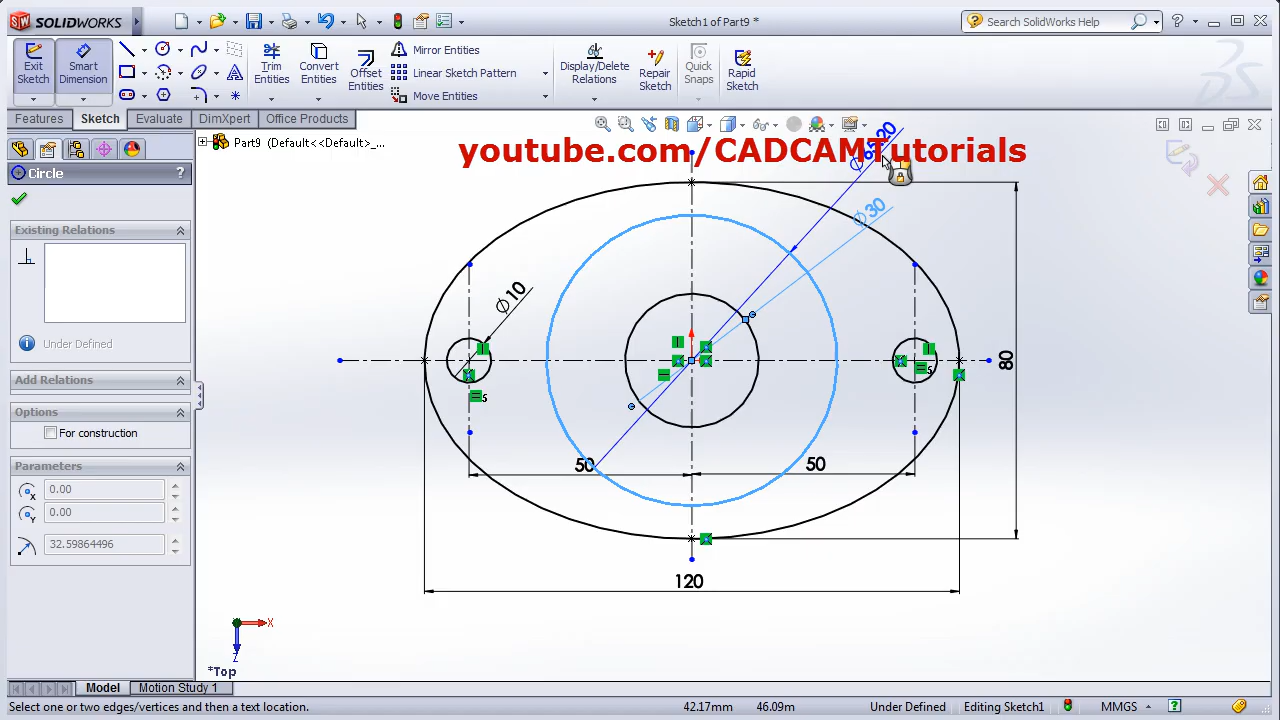 SOLIDWORKS
Sketch1 of Part9 *
Search SolidWorks Help
Exit Sketch
Smart Dimension
Trim Entities
Convert Entities
Offset Entities
Mirror Entities
Linear Sketch Pattern
Move Entities
Display/Delete Relations
Repair Sketch
Quick Snaps
Rapid Sketch
Features
Sketch
Evaluate
DimXpert
Office Products
Part9 (Default<<Default>_...
youtube.com/CADCAMTutorials
Circle
?
Existing Relations
Under Defined
Add Relations
Options
For construction
Parameters
0.00
0.00
32.59864496
∅30
∅10
80
50
50
120
X
Z
*Top
Model
Motion Study 1
Select one or two edges/vertices and then a text location.
42.17mm
46.09m
Under Defined
Editing Sketch1
MMGS